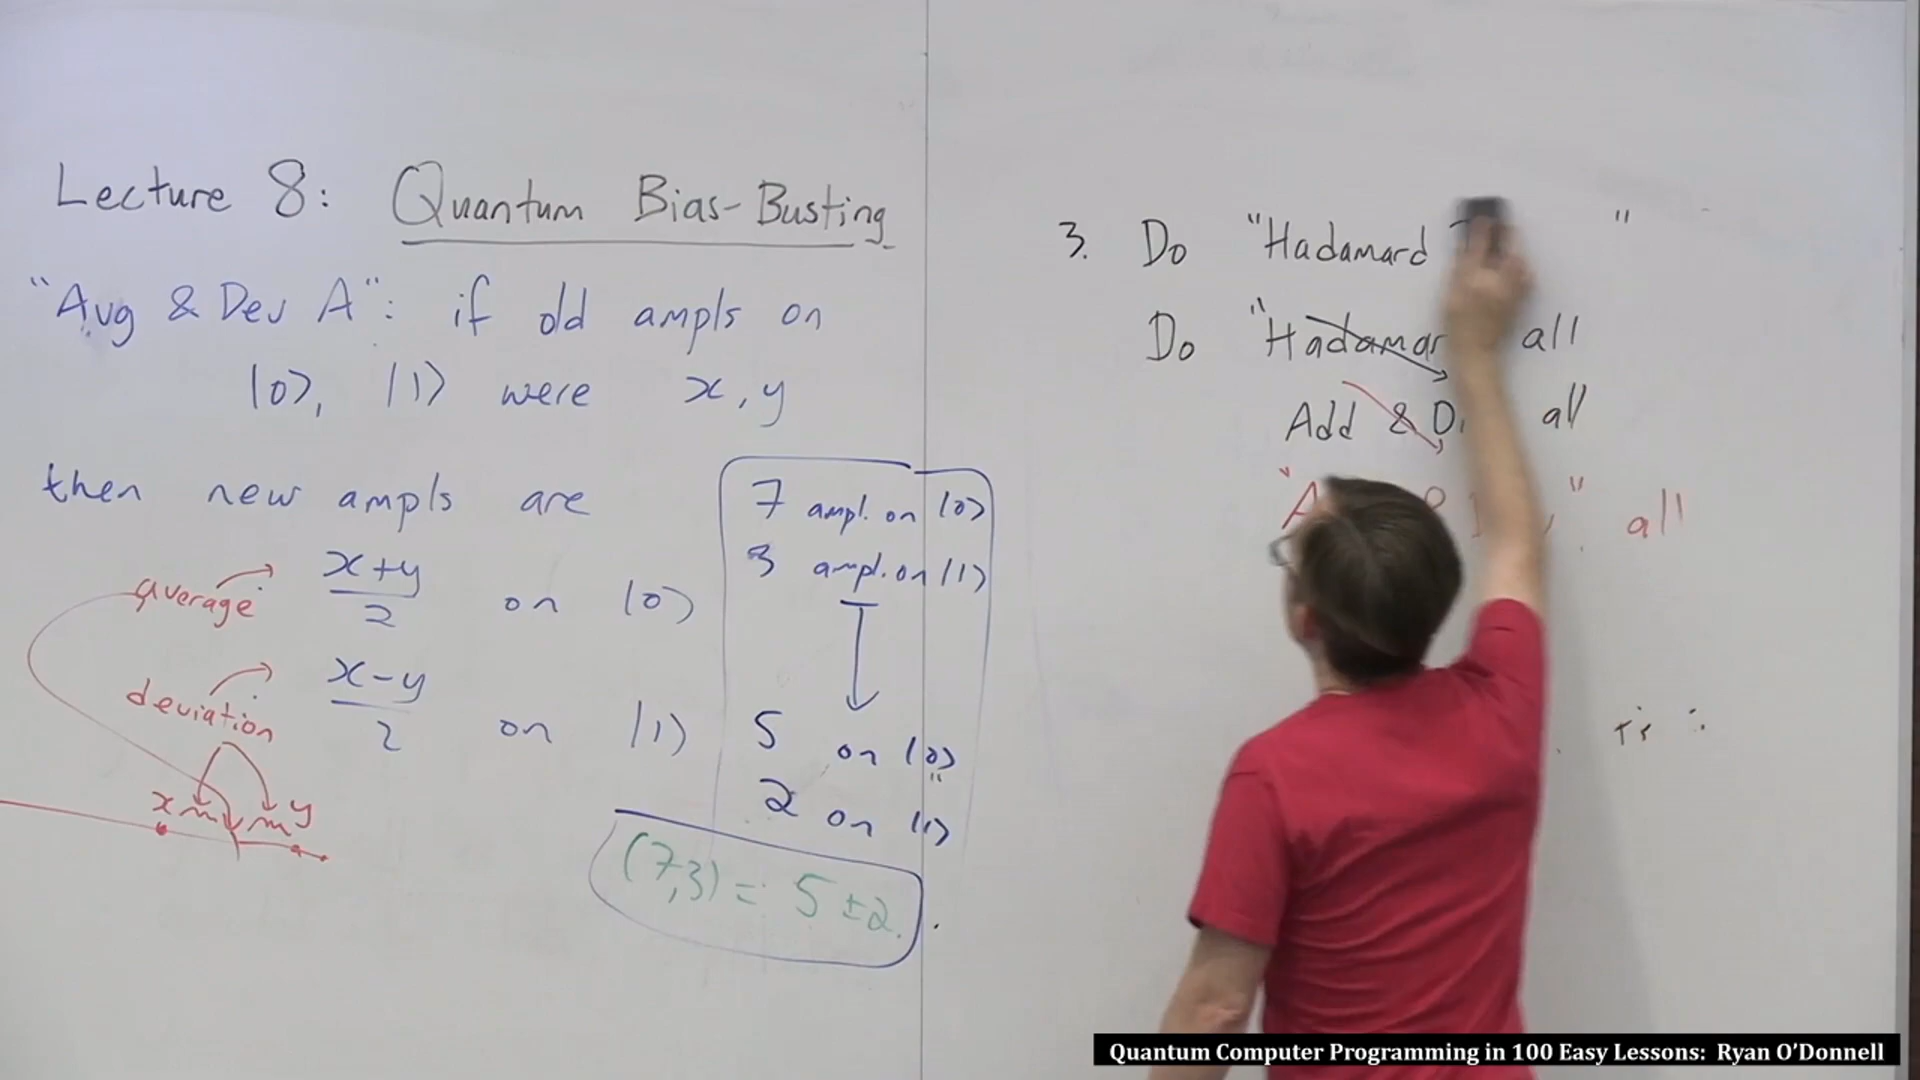 Lecture 8: Quantum Bias-Busting
"Avg & Dev A": if old ampls on
|0⟩, |1⟩ were x, y
then new ampls are
average x+y/2 on |0⟩
deviation x-y/2 on |1⟩
x m m y
7 ampl. on |0⟩
3 ampl. on |1⟩
5 on |0⟩
2 on |1⟩
(7,3) = 5 ±2.
3. Do "Hadamard "
Do "Hadamar all
Add & all
" " all
Quantum Computer Programming in 100 Easy Lessons: Ryan O'Donnell